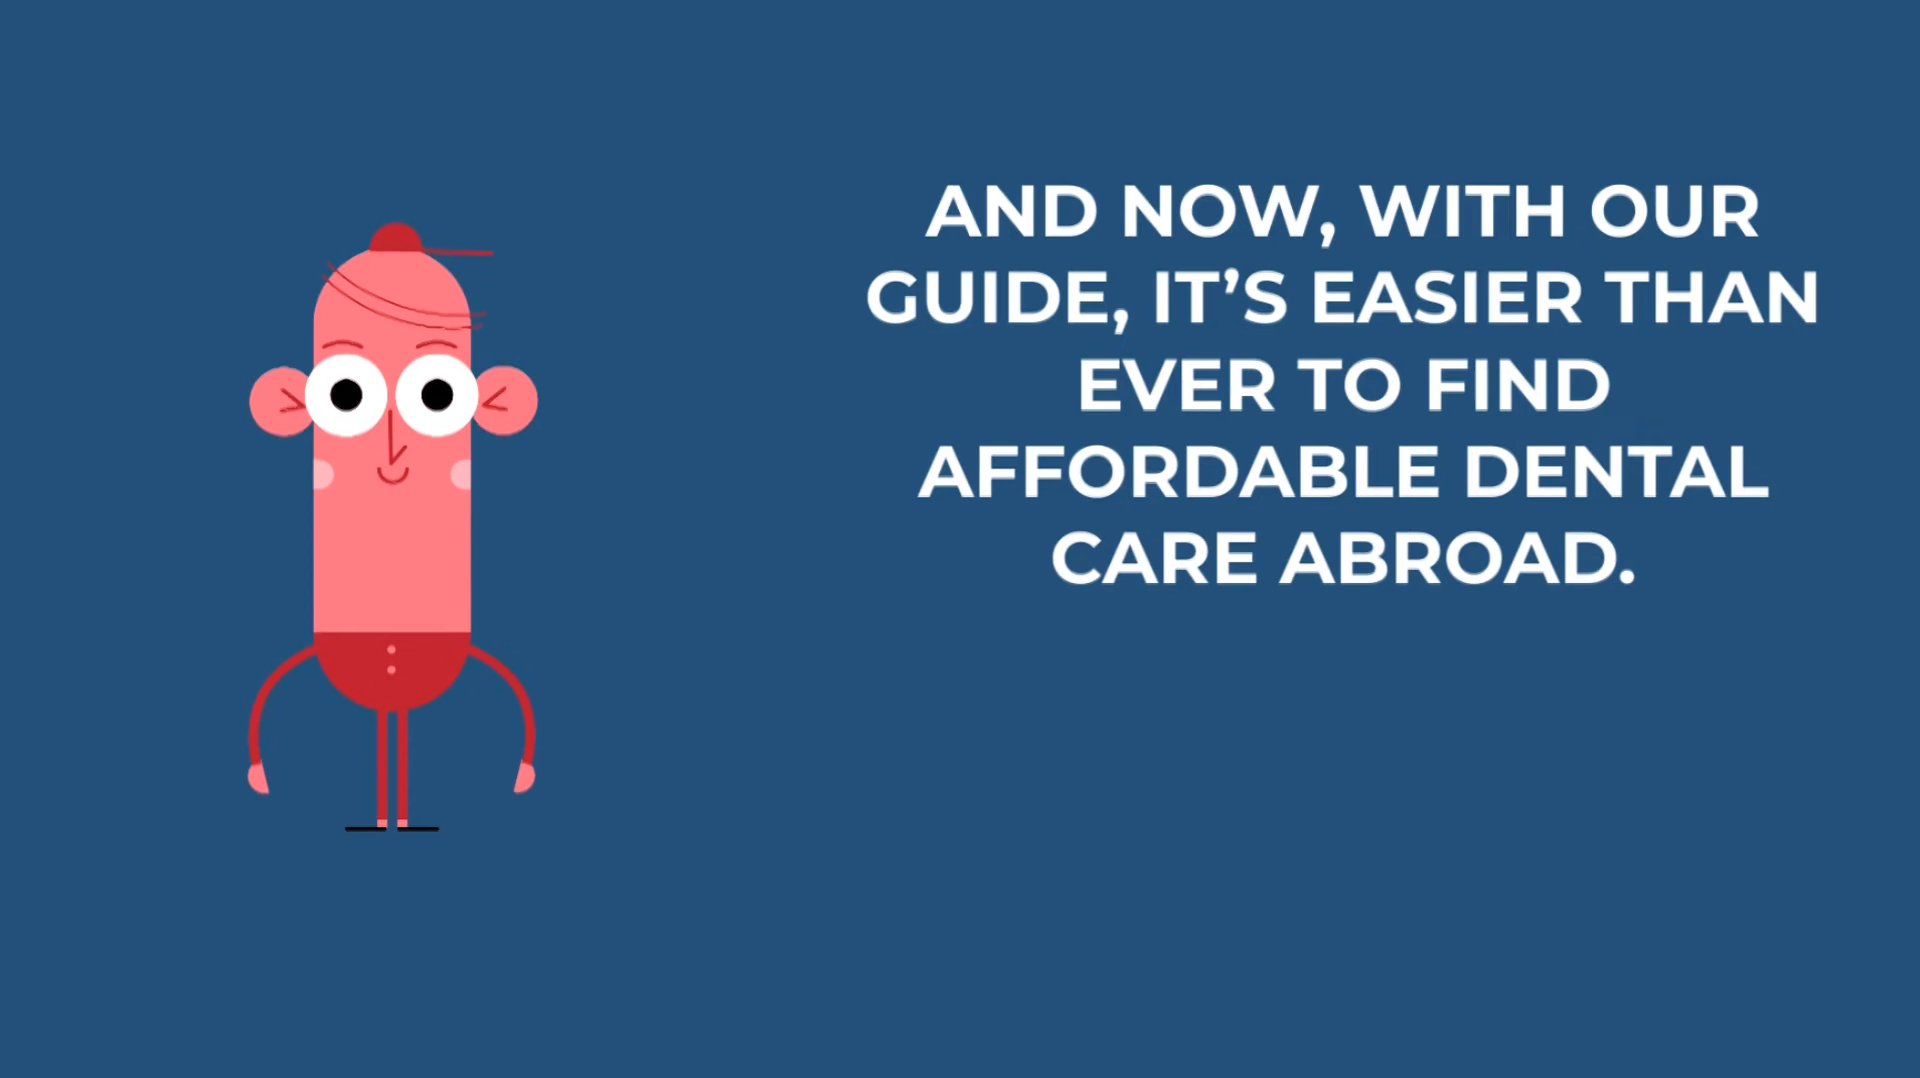 AND NOW, WITH OUR
GUIDE, IT’S EASIER THAN
EVER TO FIND
AFFORDABLE DENTAL
CARE ABROAD.